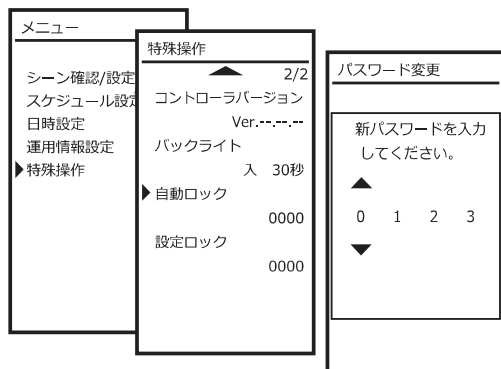 メニュー
シーン確認/設定
スケジュール設定
日時設定
運用情報設定
特殊操作
特殊操作
2/2
コントローラバージョン
Ver.--.--.--
バックライト
入 30秒
自動ロック
0000
設定ロック
0000
パスワード変更
新パスワードを入力
してください。
0 1 2 3